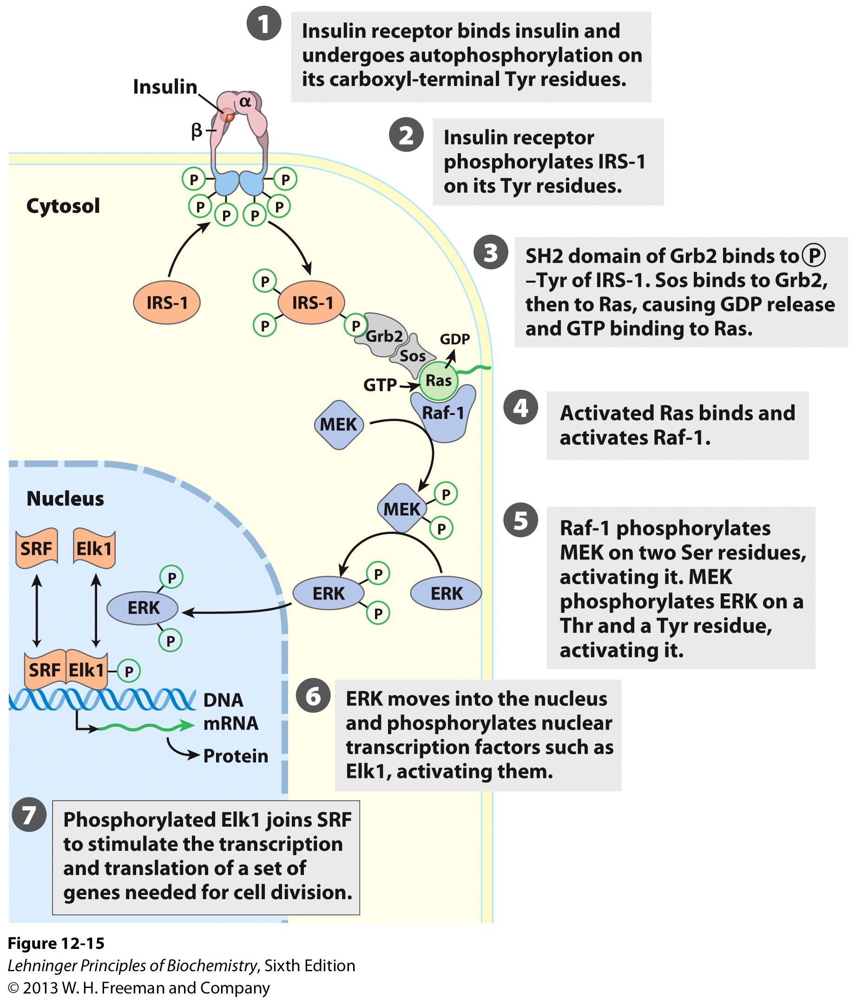 1
Insulin receptor binds insulin and
undergoes autophosphorylation on
its carboxyl-terminal Tyr residues.
Insulin
α
β
2
Insulin receptor
phosphorylates IRS-1
on its Tyr residues.
P
P
P
P
P
P
Cytosol
3
SH2 domain of Grb2 binds to P
–Tyr of IRS-1. Sos binds to Grb2,
then to Ras, causing GDP release
and GTP binding to Ras.
IRS-1
P
IRS-1
P
P
Grb2
Sos
GDP
GTP
Ras
Raf-1
4
Activated Ras binds and
activates Raf-1.
MEK
MEK
P
P
5
Raf-1 phosphorylates
MEK on two Ser residues,
activating it. MEK
phosphorylates ERK on a
Thr and a Tyr residue,
activating it.
Nucleus
SRF
Elk1
P
ERK
P
ERK
P
P
ERK
SRF
Elk1
P
DNA
mRNA
Protein
6
ERK moves into the nucleus
and phosphorylates nuclear
transcription factors such as
Elk1, activating them.
7
Phosphorylated Elk1 joins SRF
to stimulate the transcription
and translation of a set of
genes needed for cell division.
Figure 12-15
Lehninger Principles of Biochemistry, Sixth Edition
© 2013 W. H. Freeman and Company